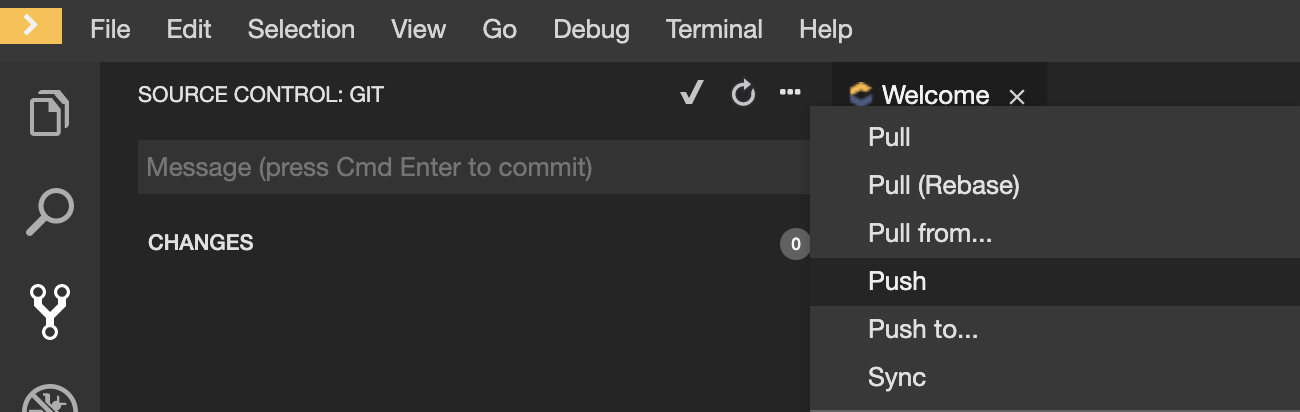 File Edit Selection View Go Debug Terminal Help
SOURCE CONTROL: GIT
Welcome
Message (press Cmd Enter to commit)
CHANGES 0
Pull
Pull (Rebase)
Pull from...
Push
Push to...
Sync